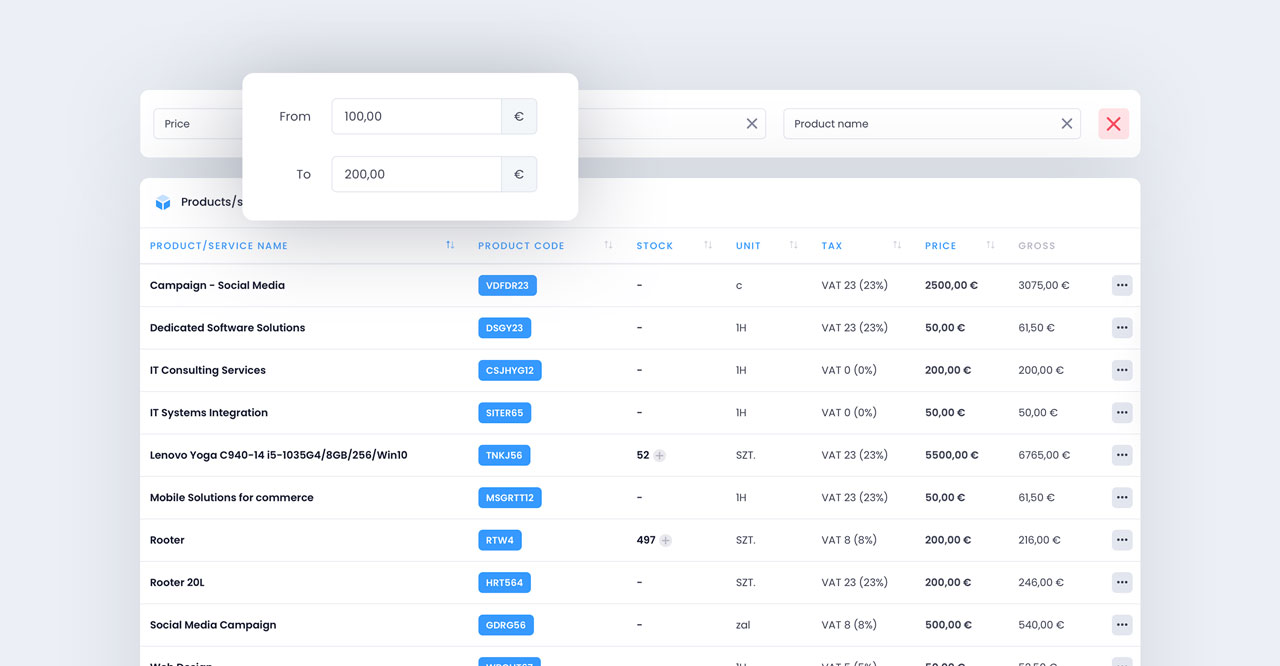 From 100,00 €
Price Product name
To 200,00 €
Products/s
PRODUCT/SERVICE NAME PRODUCT CODE STOCK UNIT TAX PRICE GROSS
Campaign - Social Media VDFDR23 - c VAT 23 (23%) 2500,00 € 3075,00 €
Dedicated Software Solutions DSGY23 - 1H VAT 23 (23%) 50,00 € 61,50 €
IT Consulting Services CSJHYG12 - 1H VAT 0 (0%) 200,00 € 200,00 €
IT Systems Integration SITER65 - 1H VAT 0 (0%) 50,00 € 50,00 €
Lenovo Yoga C940-14 i5-1035G4/8GB/256/Win10 TNKJ56 52 SZT. VAT 23 (23%) 5500,00 € 6765,00 €
Mobile Solutions for commerce MSGRTT12 - 1H VAT 23 (23%) 50,00 € 61,50 €
Rooter RTW4 497 SZT. VAT 8 (8%) 200,00 € 216,00 €
Rooter 20L HRT564 - SZT. VAT 23 (23%) 200,00 € 246,00 €
Social Media Campaign GDRG56 - zal VAT 8 (8%) 500,00 € 540,00 €
Web Design 1H VAT 5 (5%) 50,00 € 52,50 €